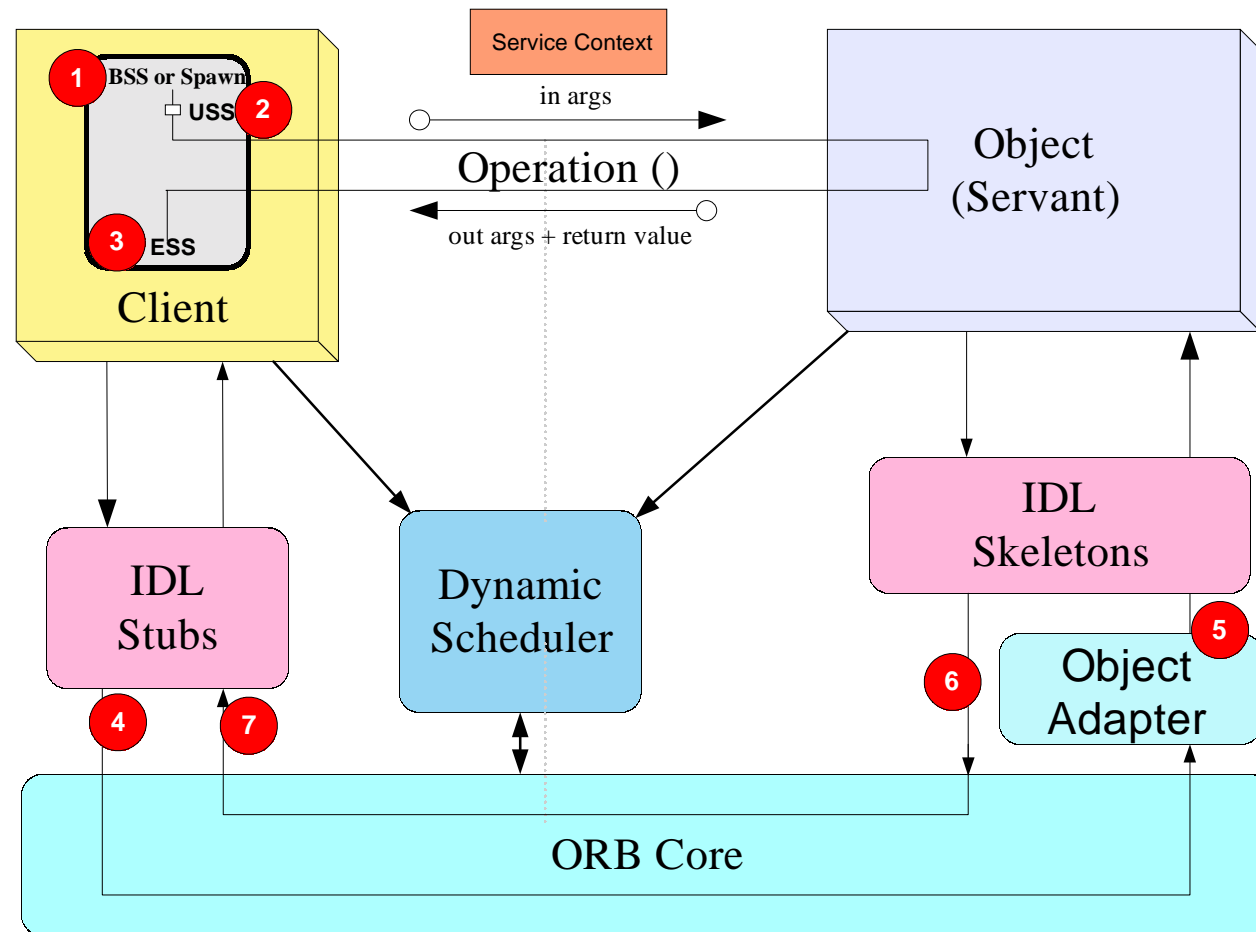 Service Context
1
BSS or Spawn
USS
2
in args
Operation ()
Object
(Servant)
3
ESS
out args + return value
Client
IDL
Stubs
Dynamic
Scheduler
IDL
Skeletons
5
Object
Adapter
6
4
7
ORB Core